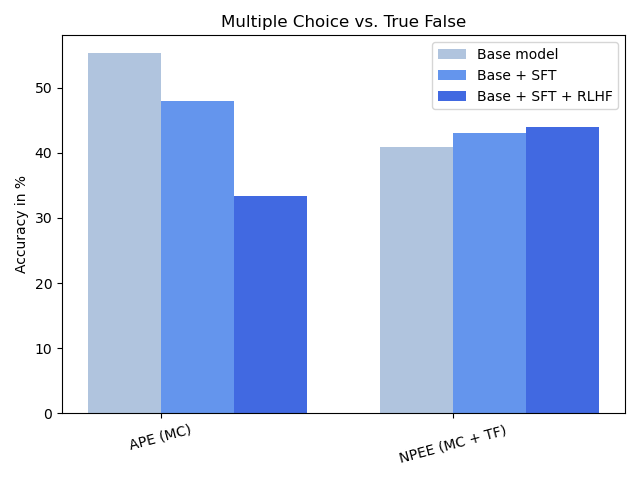 Multiple Choice vs. True False
Base model
Base + SFT
Base + SFT + RLHF
Accuracy in %
50
40
30
20
10
0
APE (MC)
NPEE (MC + TF)